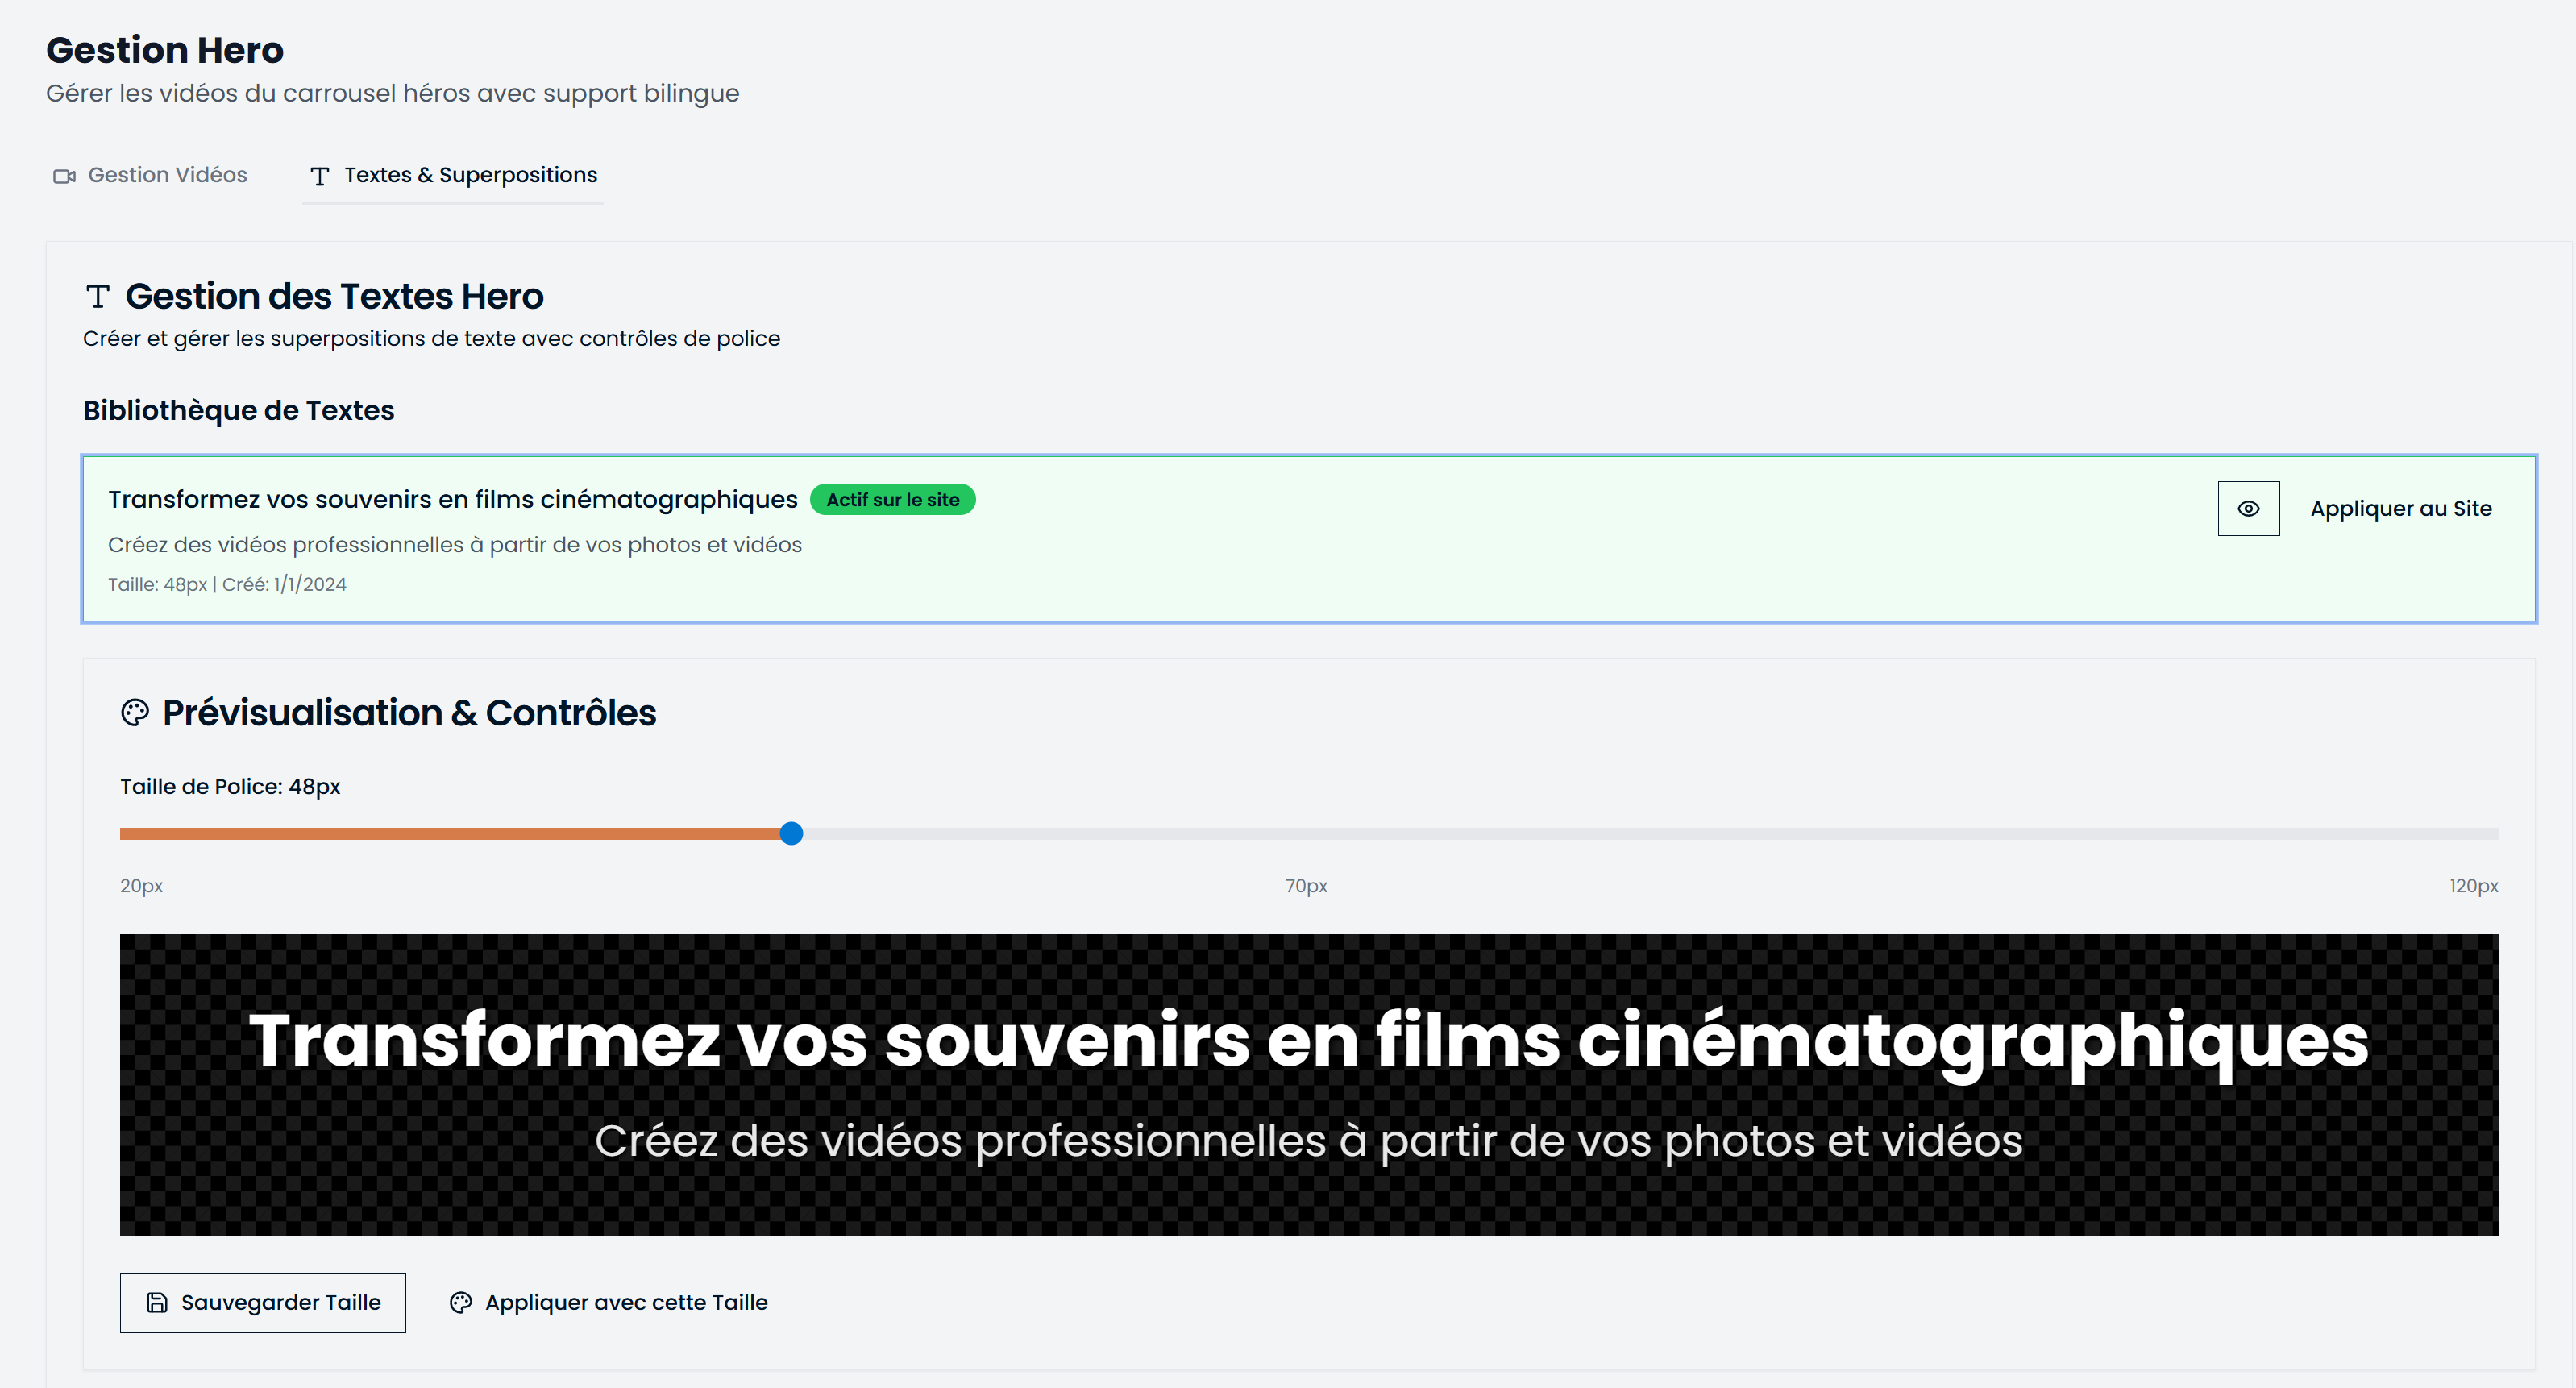 Gestion Hero
Gérer les vidéos du carrousel héros avec support bilingue
Gestion Vidéos
Textes & Superpositions
Gestion des Textes Hero
Créer et gérer les superpositions de texte avec contrôles de police
Bibliothèque de Textes
Transformez vos souvenirs en films cinématographiques
Actif sur le site
Appliquer au Site
Créez des vidéos professionnelles à partir de vos photos et vidéos
Taille: 48px | Créé: 1/1/2024
Prévisualisation & Contrôles
Taille de Police: 48px
20px
70px
120px
Transformez vos souvenirs en films cinématographiques
Créez des vidéos professionnelles à partir de vos photos et vidéos
Sauvegarder Taille
Appliquer avec cette Taille